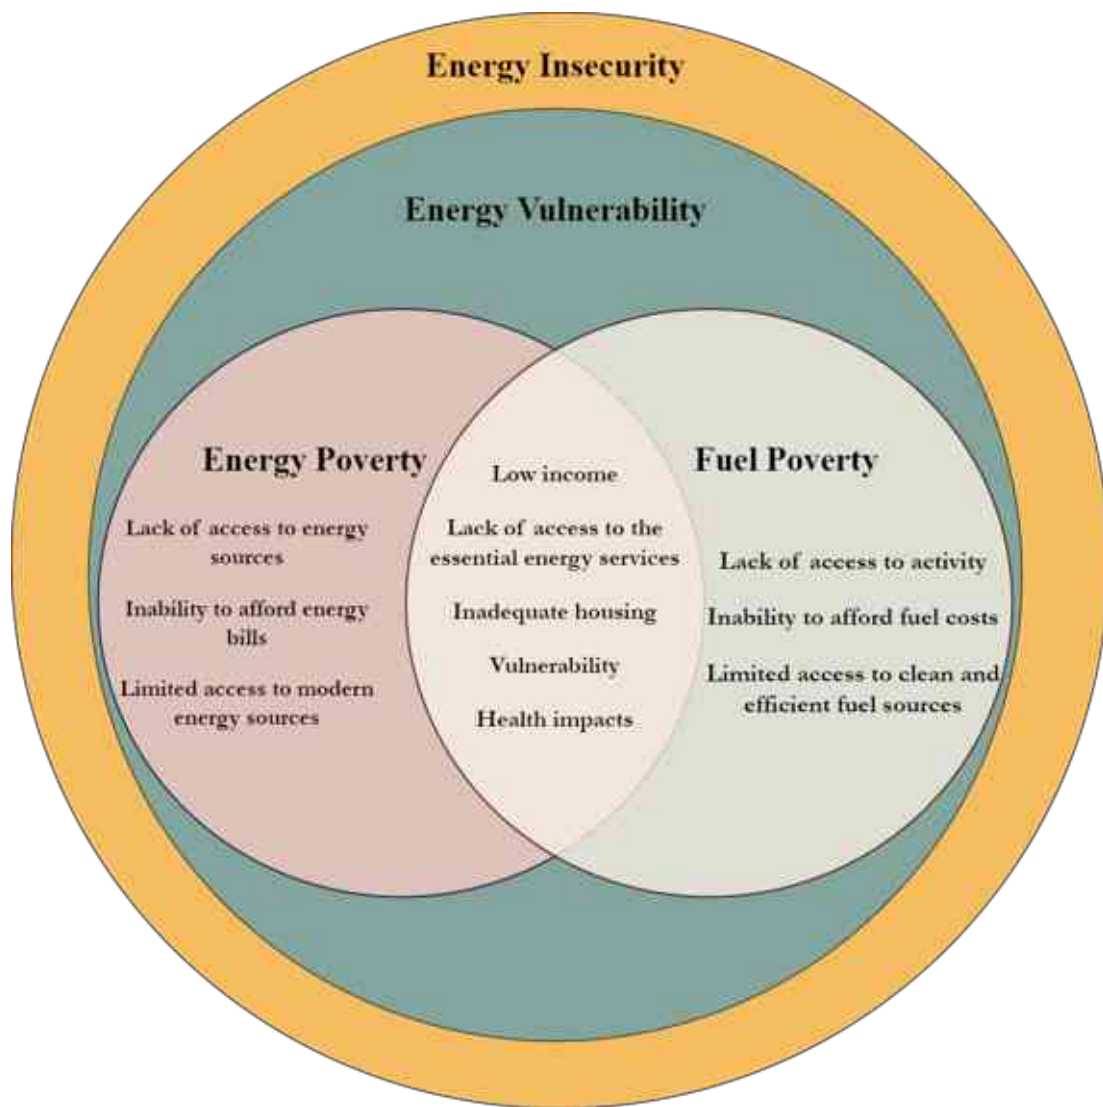 Energy Insecurity
Energy Vulnerability
Energy Poverty
Lack of access to energy
sources
Inability to afford energy
bills
Limited access to modern
energy sources
Low income
Lack of access to the
essential energy services
Inadequate housing
Vulnerability
Health impacts
Fuel Poverty
Lack of access to activity
Inability to afford fuel costs
Limited access to clean and
efficient fuel sources